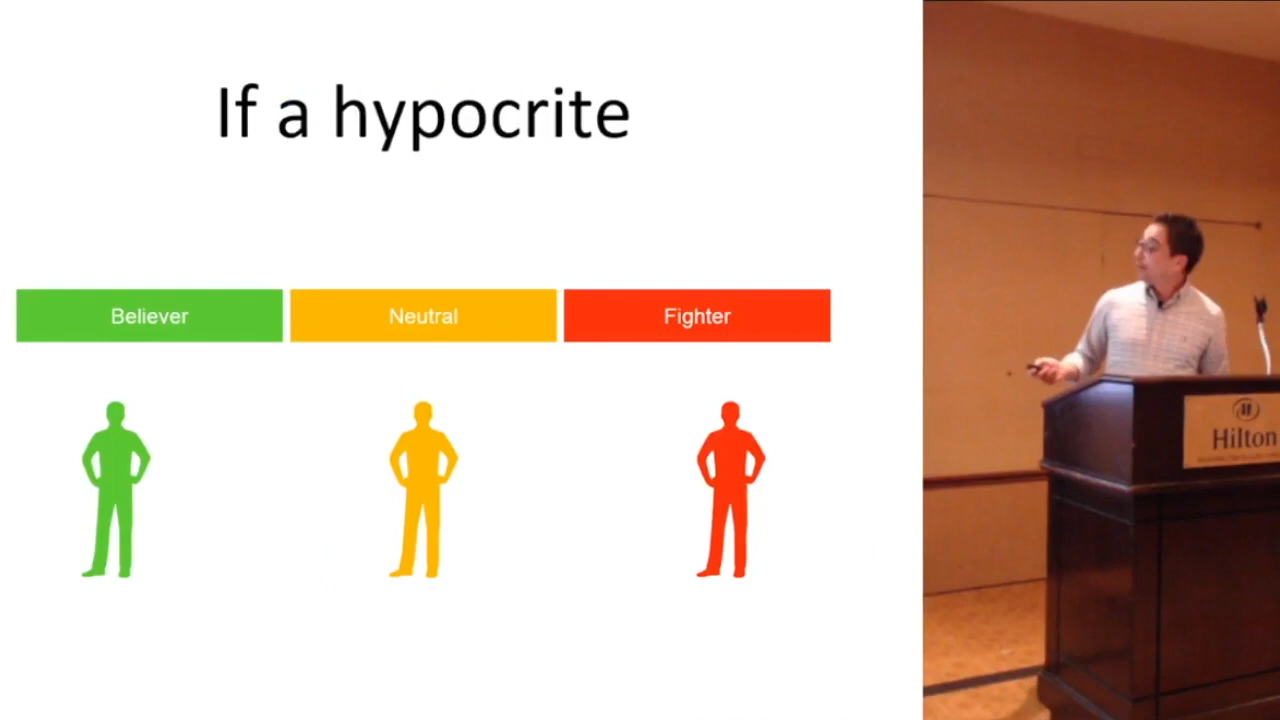 If a hypocrite
Believer
Neutral
Fighter
Hilton